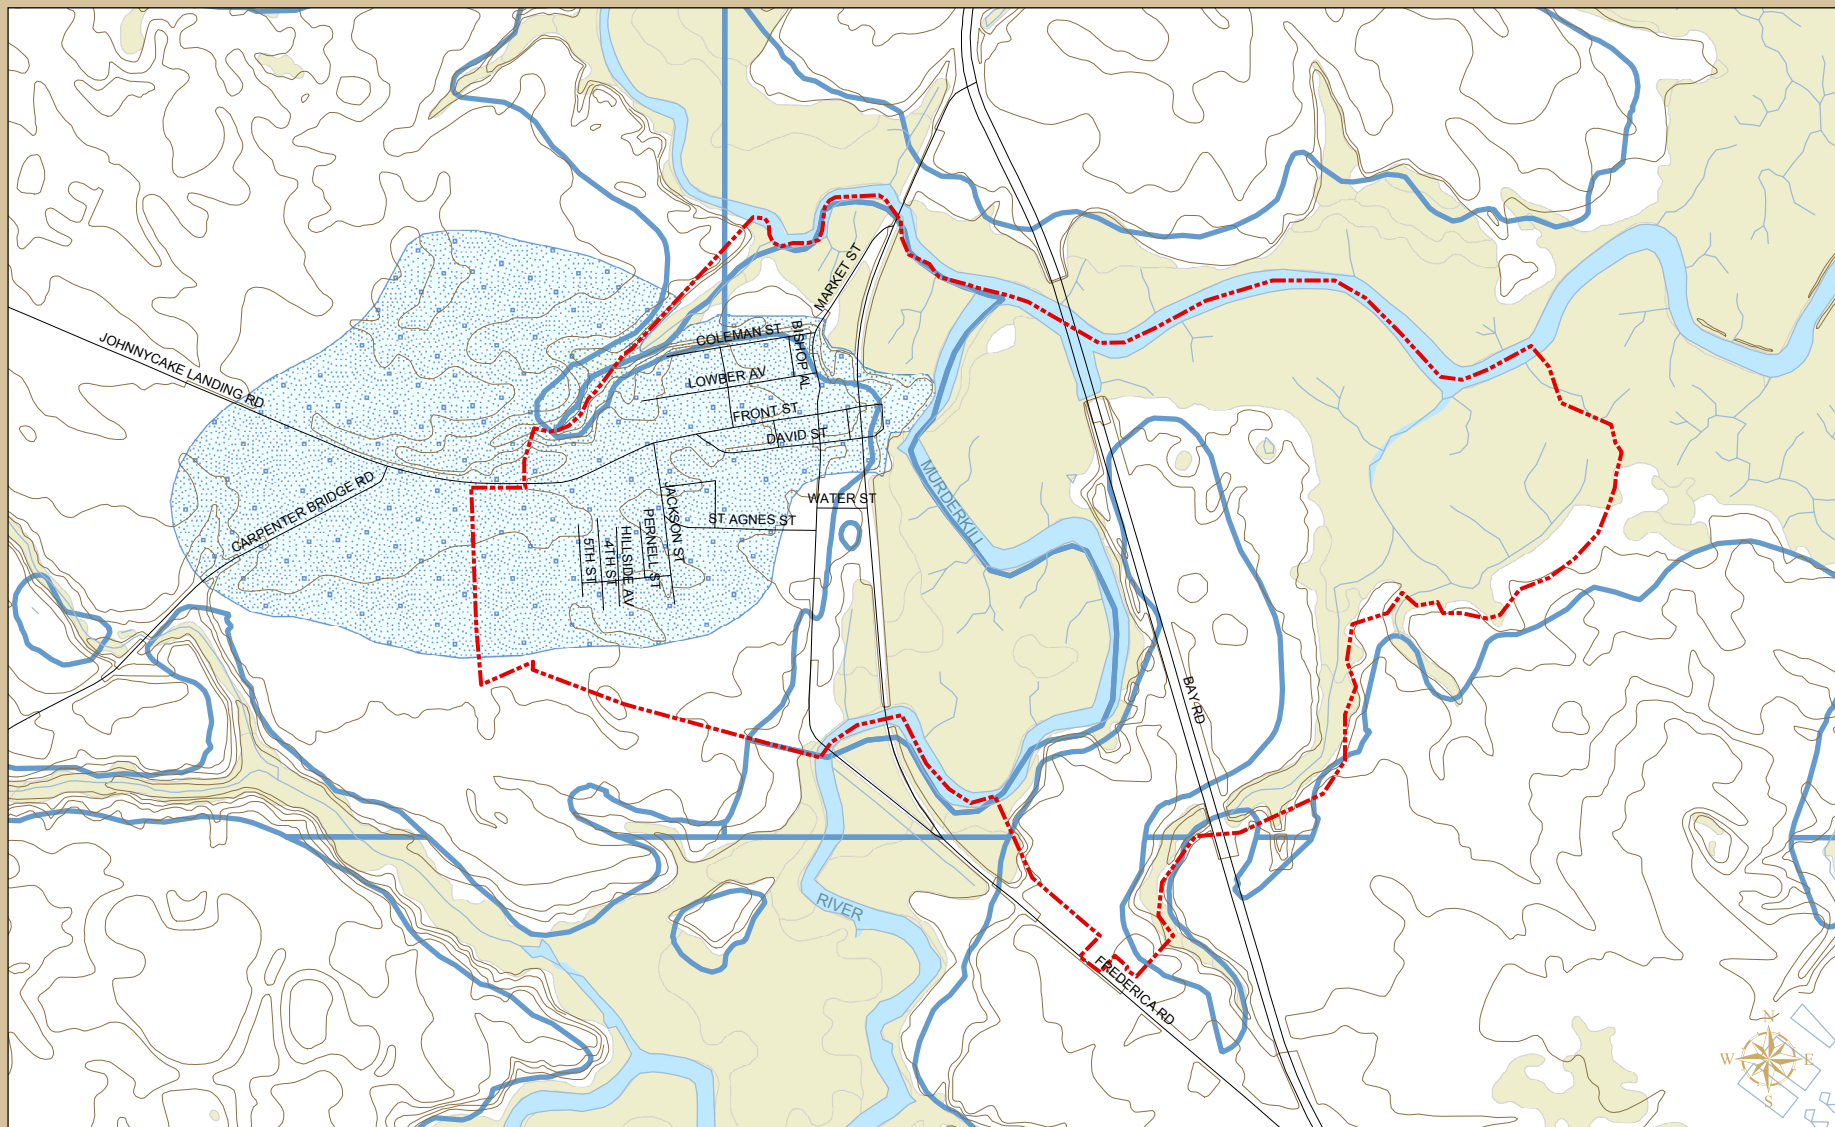 MARKET ST
COLEMAN ST
BISHOP AL
JOHNNYCAKE LANDING RD
LOWBER AV
FRONT ST
DAVID ST
CARPENTER BRIDGE RD
MURDERKILL
WATER ST
JACKSON ST
ST AGNES ST
PERNELL ST
HILLSIDE AV
4TH ST
5TH ST
BAY RD
RIVER
FREDERICA RD
N
W
E
S